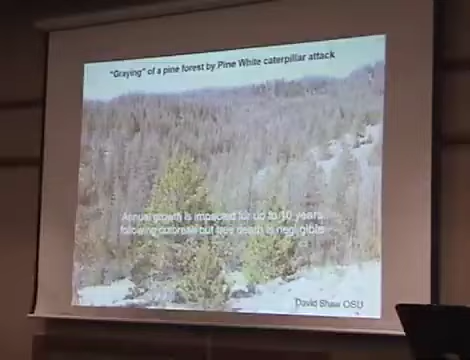 "Graying" of a pine forest by Pine White caterpillar attack
Annual growth is impacted for up to 10 years
following outbreak but tree death is negligible
David Shaw OSU